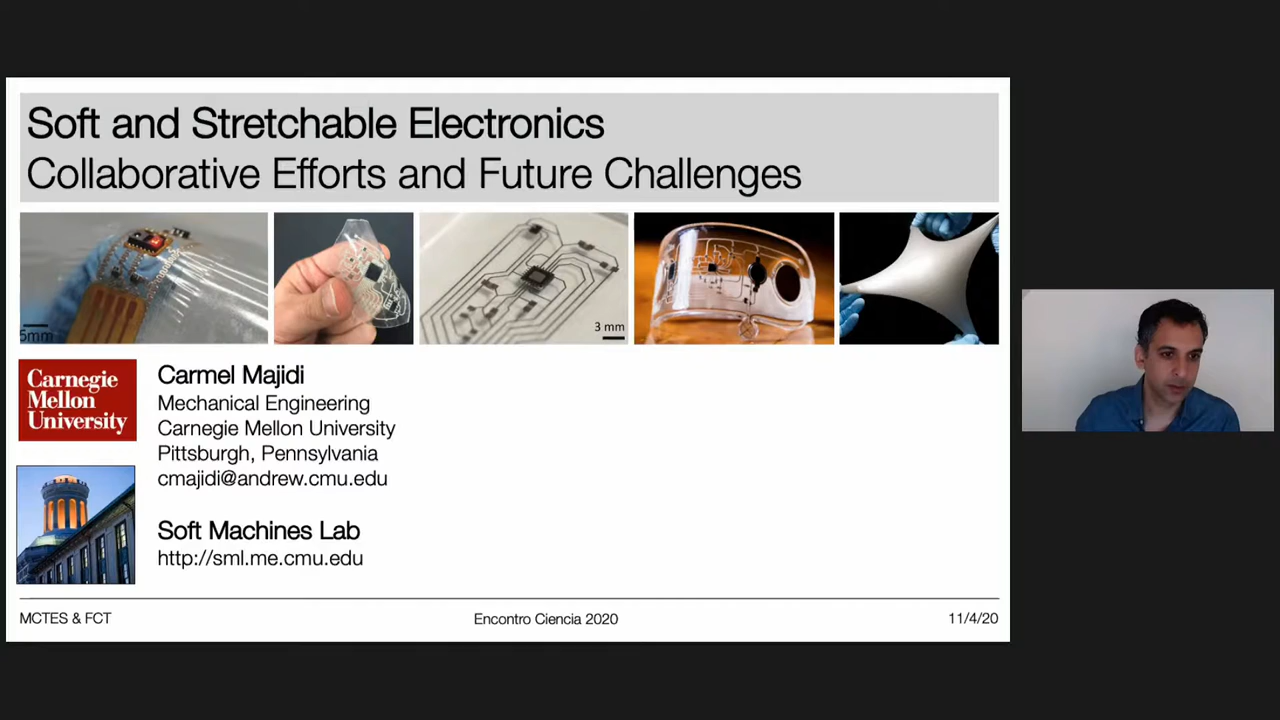 Soft and Stretchable Electronics
Collaborative Efforts and Future Challenges
5mm
3 mm
Carnegie
Mellon
University
Carmel Majidi
Mechanical Engineering
Carnegie Mellon University
Pittsburgh, Pennsylvania
cmajidi@andrew.cmu.edu
Soft Machines Lab
http://sml.me.cmu.edu
MCTES & FCT
Encontro Ciencia 2020
11/4/20